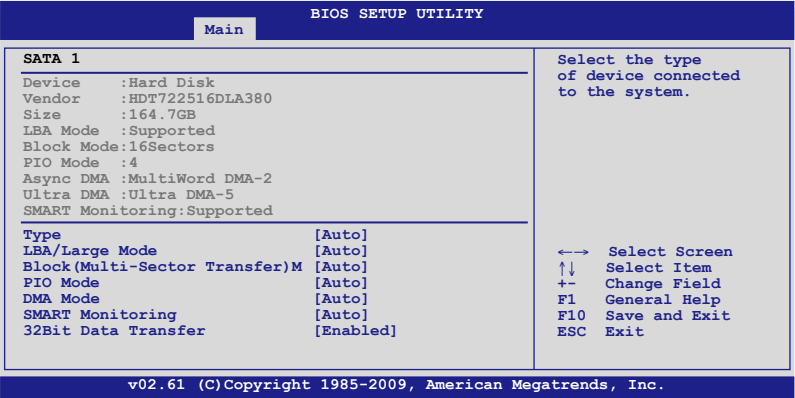 BIOS SETUP UTILITY
Main
SATA 1
Device :Hard Disk
Vendor :HDT722516DLA380
Size :164.7GB
LBA Mode :Supported
Block Mode:16Sectors
PIO Mode :4
Async DMA :MultiWord DMA-2
Ultra DMA :Ultra DMA-5
SMART Monitoring:Supported
Type [Auto]
LBA/Large Mode [Auto]
Block(Multi-Sector Transfer)M [Auto]
PIO Mode [Auto]
DMA Mode [Auto]
SMART Monitoring [Auto]
32Bit Data Transfer [Enabled]
Select the type
of device connected
to the system.
←→ Select Screen
↑↓ Select Item
+- Change Field
F1 General Help
F10 Save and Exit
ESC Exit
v02.61 (C)Copyright 1985-2009, American Megatrends, Inc.